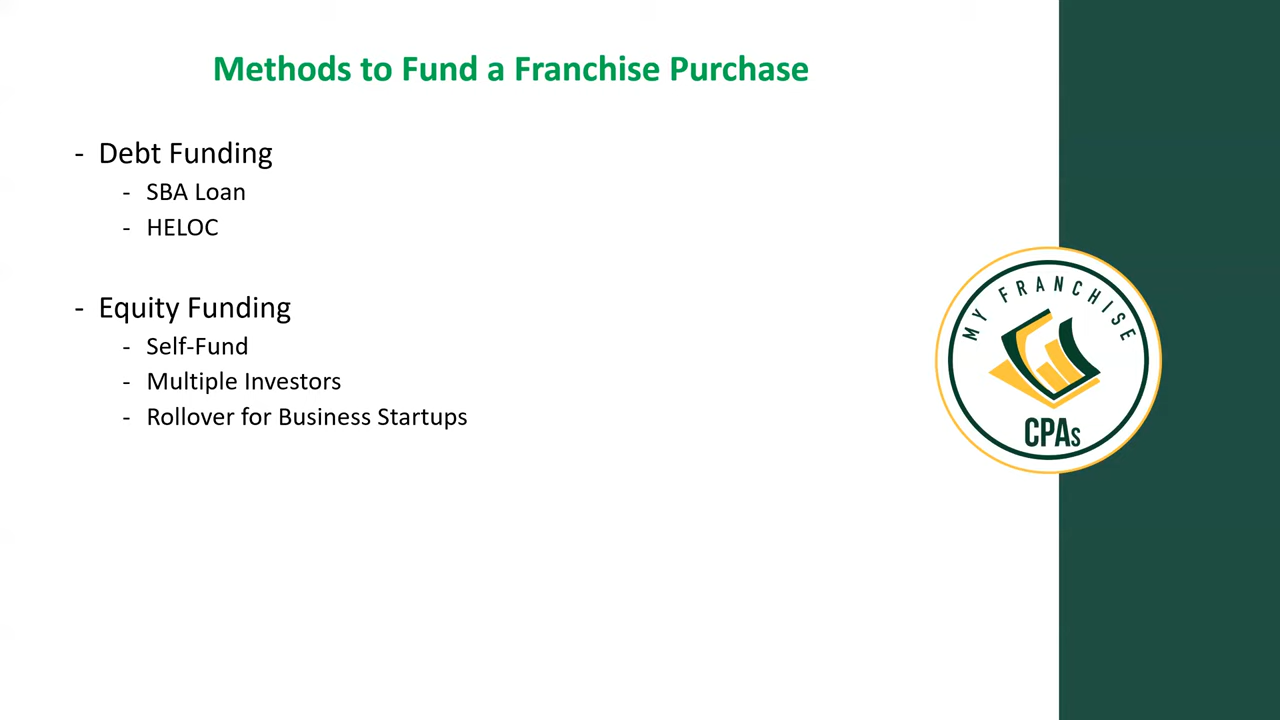 Methods to Fund a Franchise Purchase
- Debt Funding
- SBA Loan
- HELOC
- Equity Funding
- Self-Fund
- Multiple Investors
- Rollover for Business Startups
MY FRANCHISE
CPAs